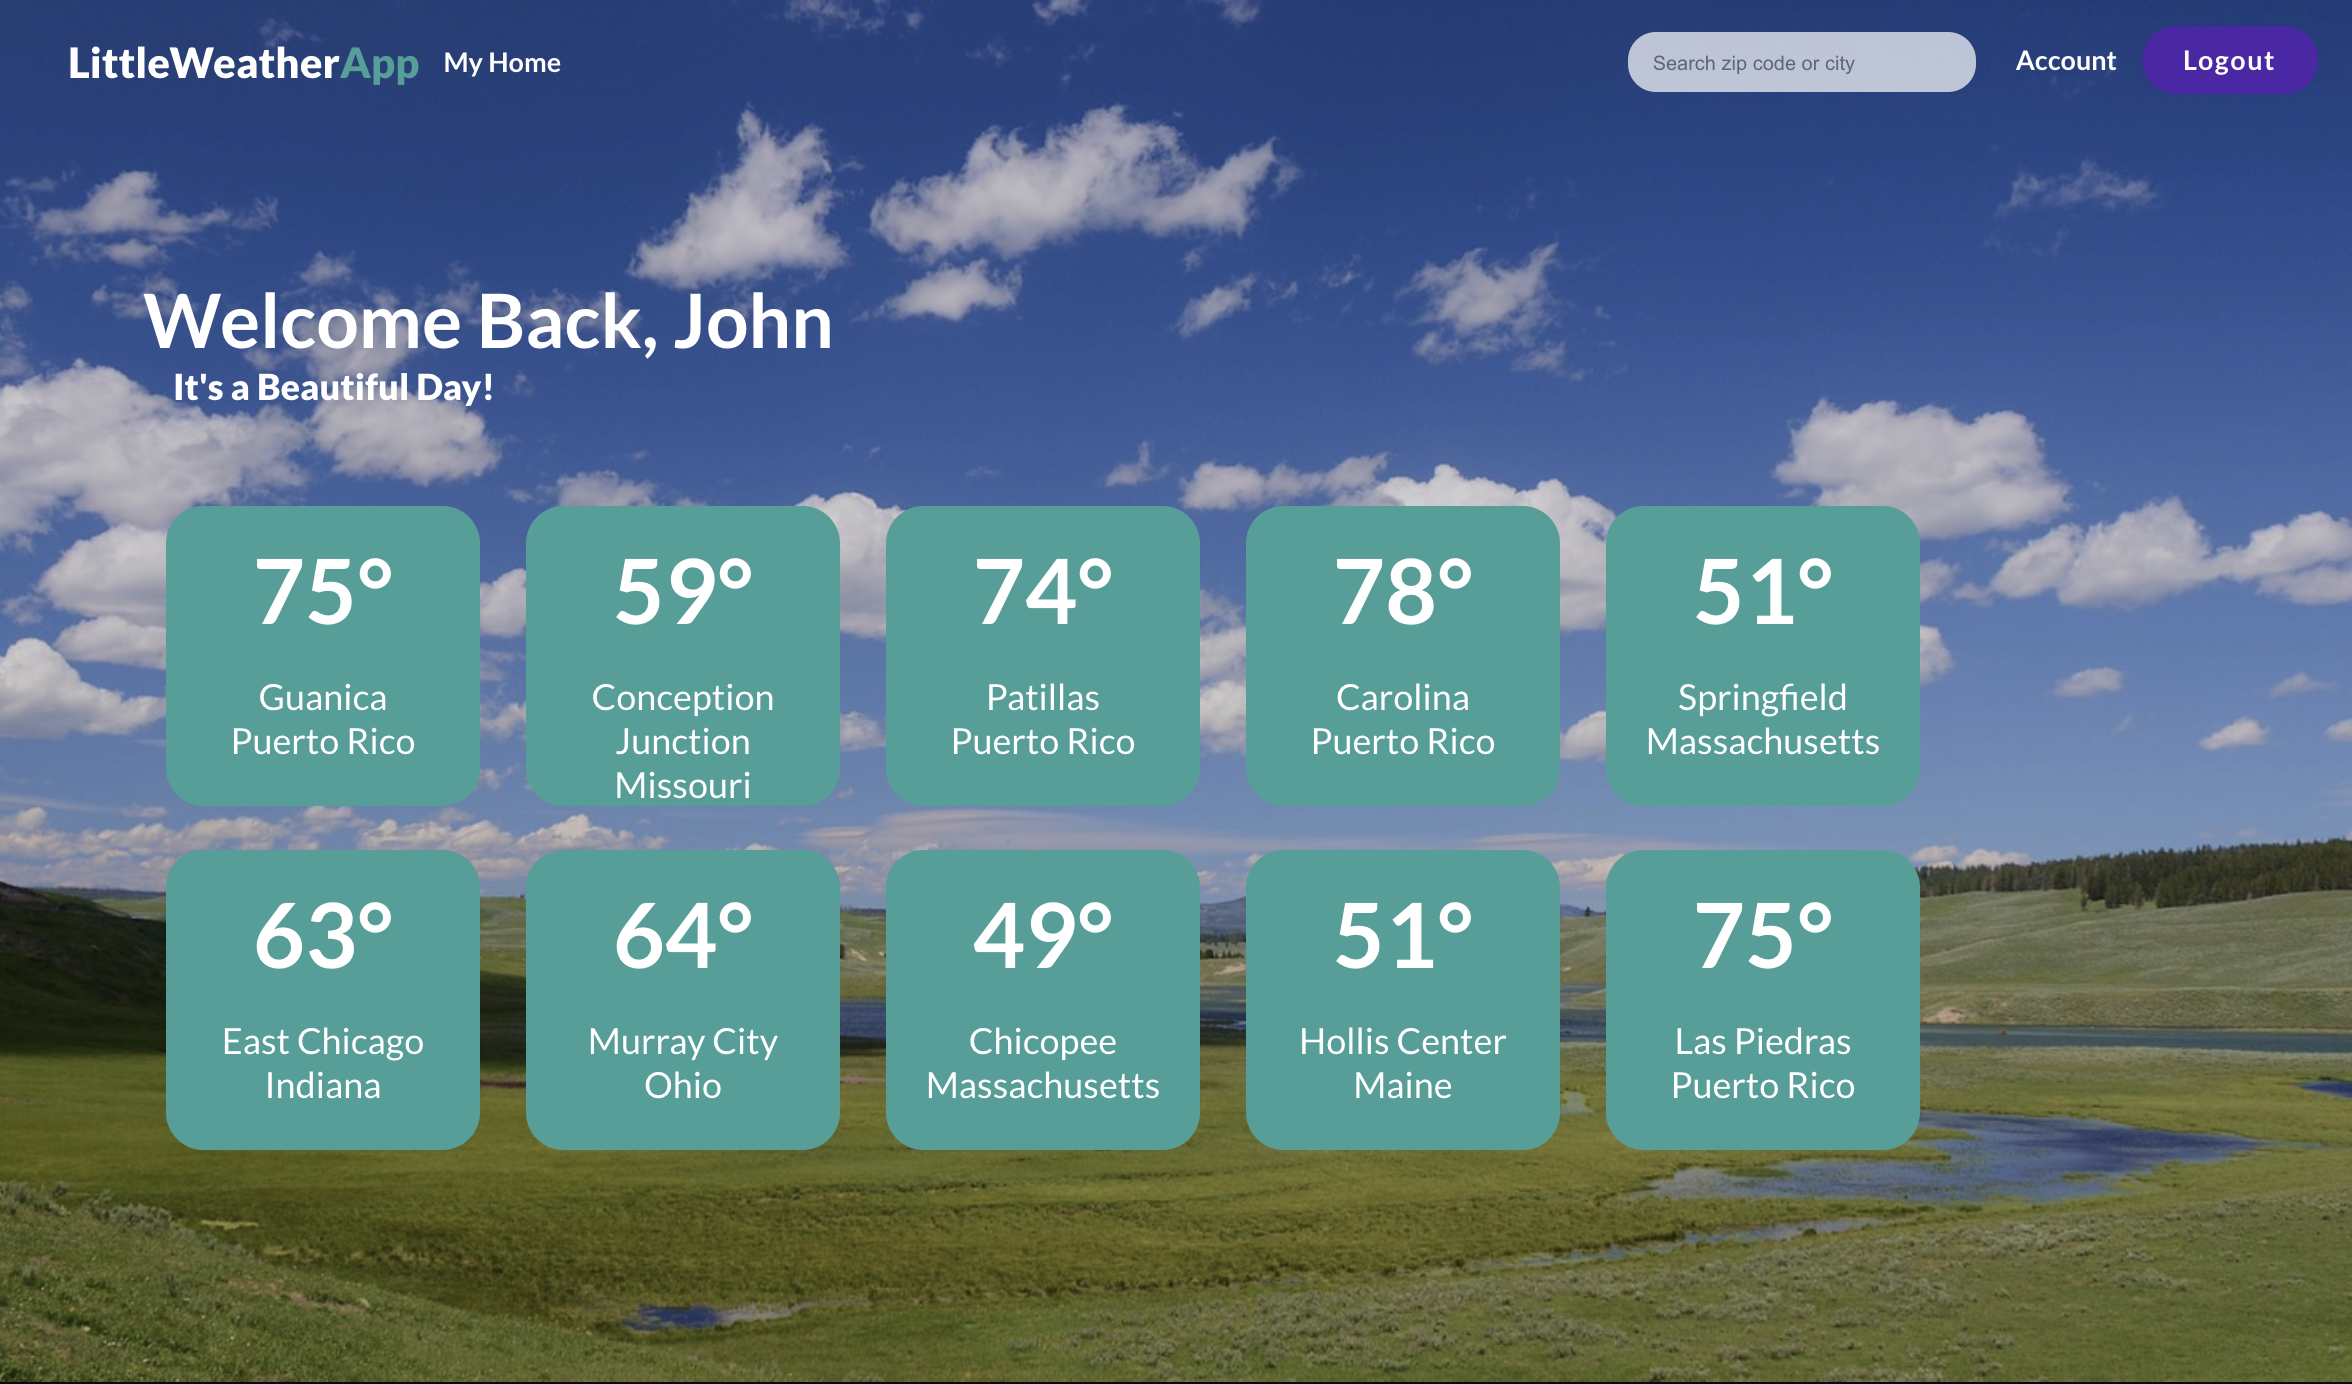 LittleWeatherApp My Home Search zip code or city Account Logout
Welcome Back, John
It's a Beautiful Day!
75°
Guanica
Puerto Rico
59°
Conception
Junction
Missouri
74°
Patillas
Puerto Rico
78°
Carolina
Puerto Rico
51°
Springfield
Massachusetts
63°
East Chicago
Indiana
64°
Murray City
Ohio
49°
Chicopee
Massachusetts
51°
Hollis Center
Maine
75°
Las Piedras
Puerto Rico